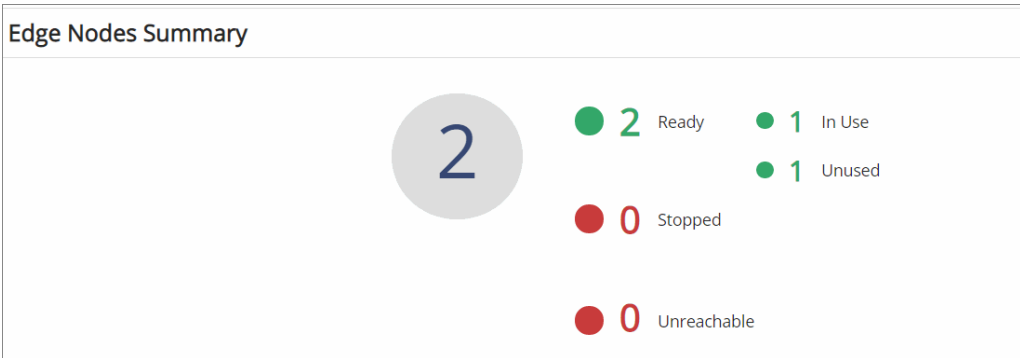 Edge Nodes Summary
2
2 Ready
1 In Use
1 Unused
0 Stopped
0 Unreachable